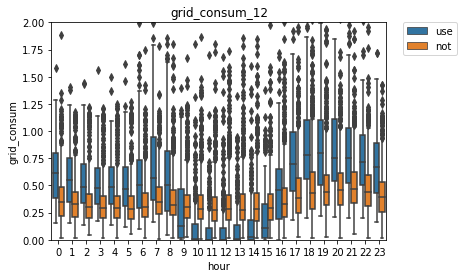 grid_consum_12
use
not
grid_consum
2.00
1.75
1.50
1.25
1.00
0.75
0.50
0.25
0.00
0 1 2 3 4 5 6 7 8 9 10 11 12 13 14 15 16 17 18 19 20 21 22 23
hour